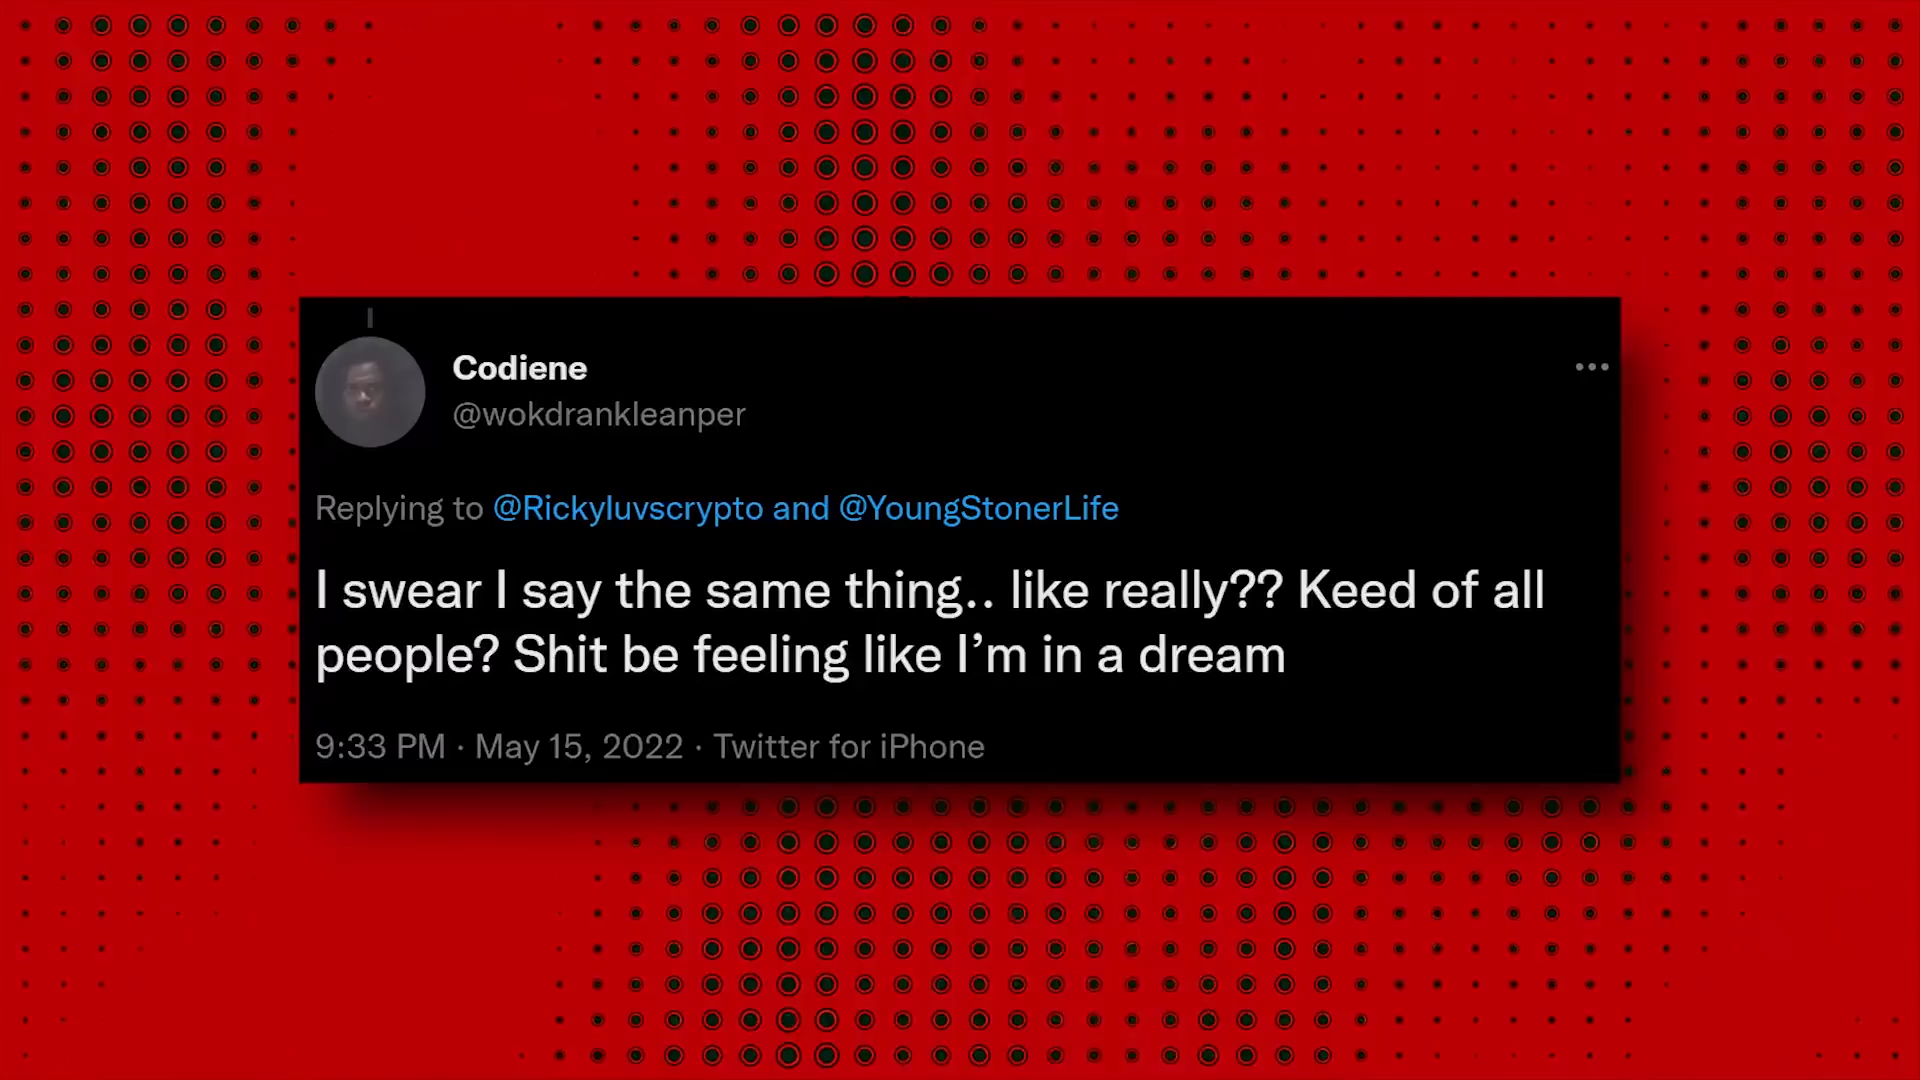 Codiene
@wokdrankleanper
Replying to @Rickyluvscrypto and @YoungStonerLife
I swear I say the same thing.. like really?? Keed of all
people? Shit be feeling like I’m in a dream
9:33 PM · May 15, 2022 · Twitter for iPhone